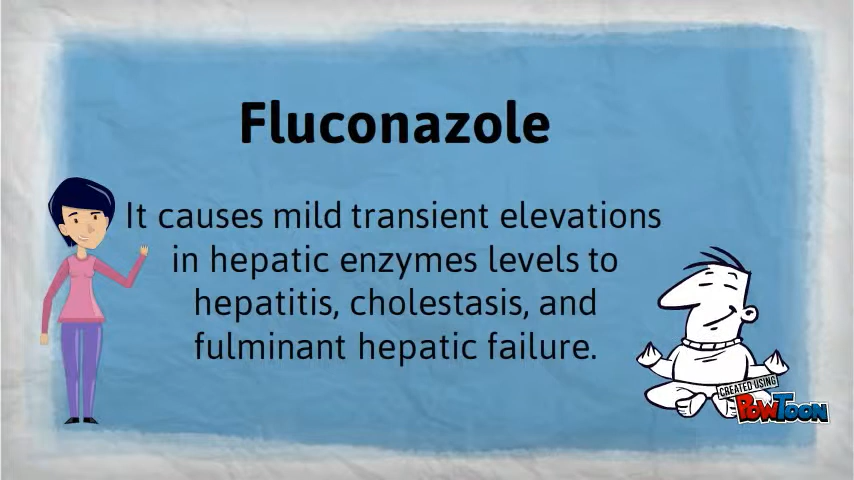 Fluconazole
It causes mild transient elevations
in hepatic enzymes levels to
hepatitis, cholestasis, and
fulminant hepatic failure.
CREATED USING
POWTOON